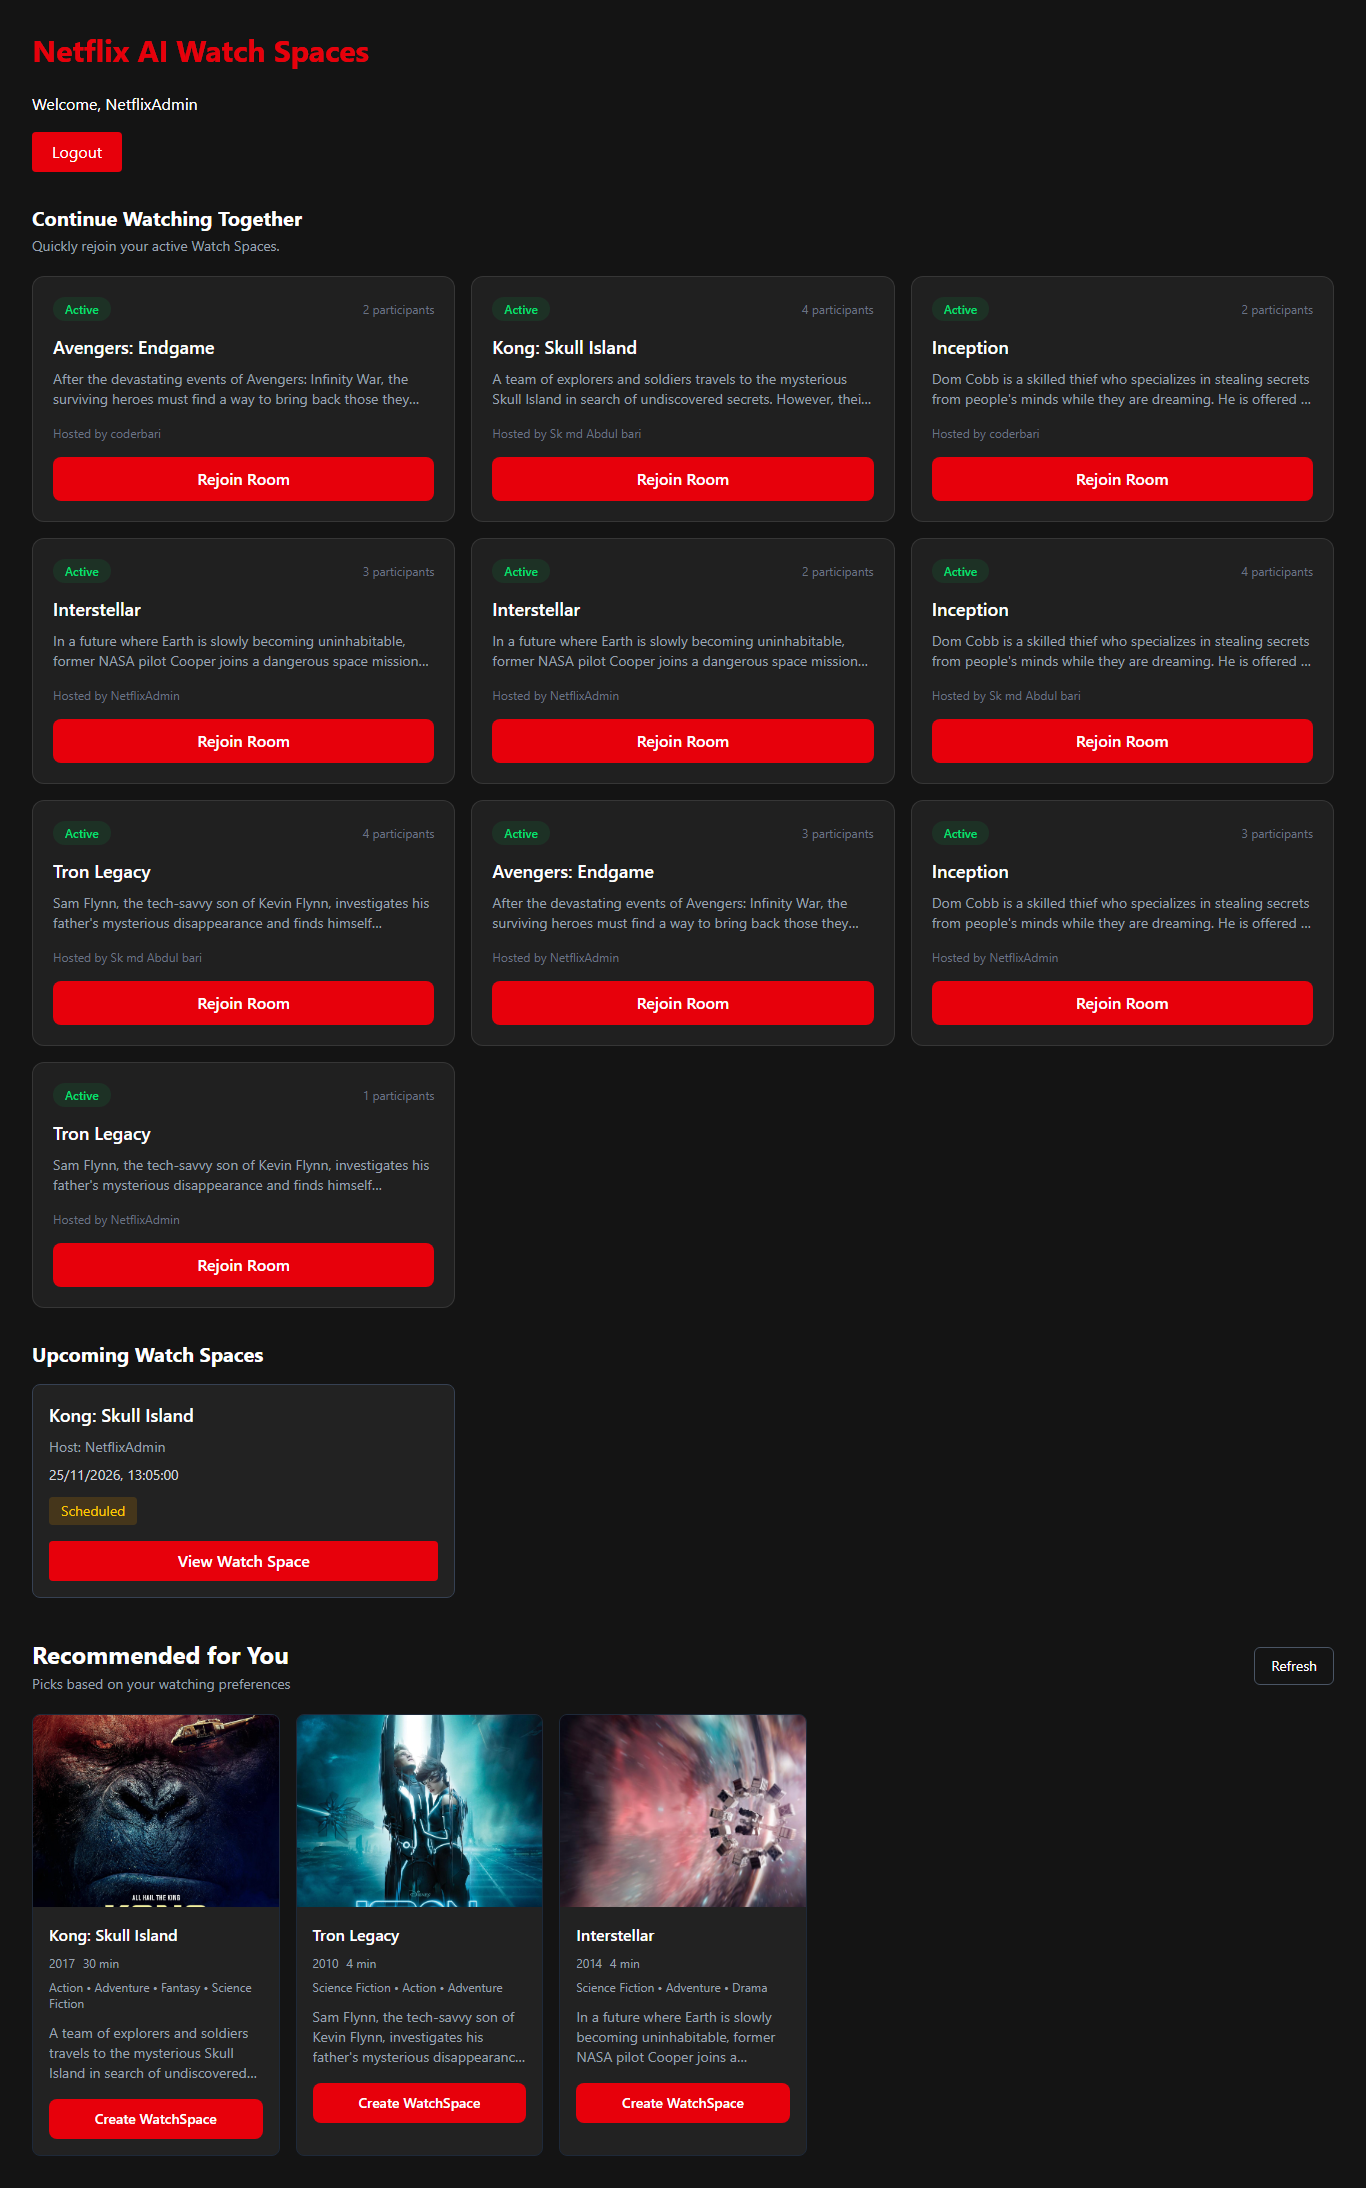 Netflix AI Watch Spaces
Welcome, NetflixAdmin
Logout
Continue Watching Together
Quickly rejoin your active Watch Spaces.
Active
2 participants
Avengers: Endgame
After the devastating events of Avengers: Infinity War, the
surviving heroes must find a way to bring back those they...
Hosted by coderbari
Rejoin Room
Active
4 participants
Kong: Skull Island
A team of explorers and soldiers travels to the mysterious
Skull Island in search of undiscovered secrets. However, thei...
Hosted by Sk md Abdul bari
Rejoin Room
Active
2 participants
Inception
Dom Cobb is a skilled thief who specializes in stealing secrets
from people's minds while they are dreaming. He is offered ...
Hosted by coderbari
Rejoin Room
Active
3 participants
Interstellar
In a future where Earth is slowly becoming uninhabitable,
former NASA pilot Cooper joins a dangerous space mission...
Hosted by NetflixAdmin
Rejoin Room
Active
2 participants
Interstellar
In a future where Earth is slowly becoming uninhabitable,
former NASA pilot Cooper joins a dangerous space mission...
Hosted by NetflixAdmin
Rejoin Room
Active
4 participants
Inception
Dom Cobb is a skilled thief who specializes in stealing secrets
from people's minds while they are dreaming. He is offered ...
Hosted by Sk md Abdul bari
Rejoin Room
Active
4 participants
Tron Legacy
Sam Flynn, the tech-savvy son of Kevin Flynn, investigates his
father's mysterious disappearance and finds himself...
Hosted by Sk md Abdul bari
Rejoin Room
Active
3 participants
Avengers: Endgame
After the devastating events of Avengers: Infinity War, the
surviving heroes must find a way to bring back those they...
Hosted by NetflixAdmin
Rejoin Room
Active
3 participants
Inception
Dom Cobb is a skilled thief who specializes in stealing secrets
from people's minds while they are dreaming. He is offered ...
Hosted by NetflixAdmin
Rejoin Room
Active
1 participants
Tron Legacy
Sam Flynn, the tech-savvy son of Kevin Flynn, investigates his
father's mysterious disappearance and finds himself...
Hosted by NetflixAdmin
Rejoin Room
Upcoming Watch Spaces
Kong: Skull Island
Host: NetflixAdmin
25/11/2026, 13:05:00
Scheduled
View Watch Space
Recommended for You
Picks based on your watching preferences
Refresh
ALL HAIL THE KING
KONG
Kong: Skull Island
2017 30 min
Action • Adventure • Fantasy • Science
Fiction
A team of explorers and soldiers
travels to the mysterious Skull
Island in search of undiscovered...
Create WatchSpace
Disney
TRON
Tron Legacy
2010 4 min
Science Fiction • Action • Adventure
Sam Flynn, the tech-savvy son of
Kevin Flynn, investigates his
father's mysterious disappearanc...
Create WatchSpace
Interstellar
2014 4 min
Science Fiction • Adventure • Drama
In a future where Earth is slowly
becoming uninhabitable, former
NASA pilot Cooper joins a...
Create WatchSpace